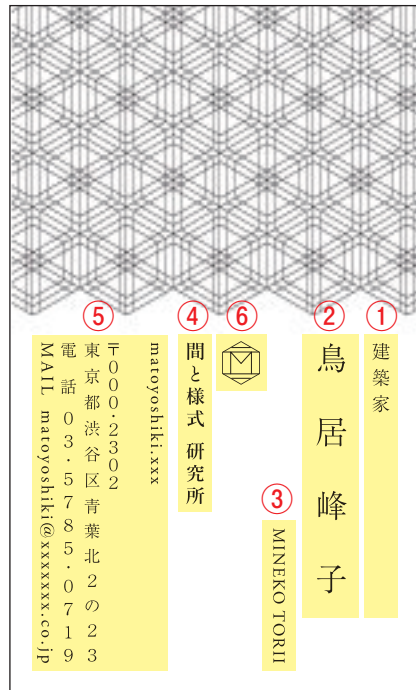 ①
建築家
②
鳥居峰子
③
MINEKO TORII
⑥
④
間と様式 研究所
⑤
matoyoshiki.xxx
〒000・2302
東京都渋谷区青葉北2の23
電話 03・5785・0719
MAIL matoyoshiki@xxxxxxx.co.jp